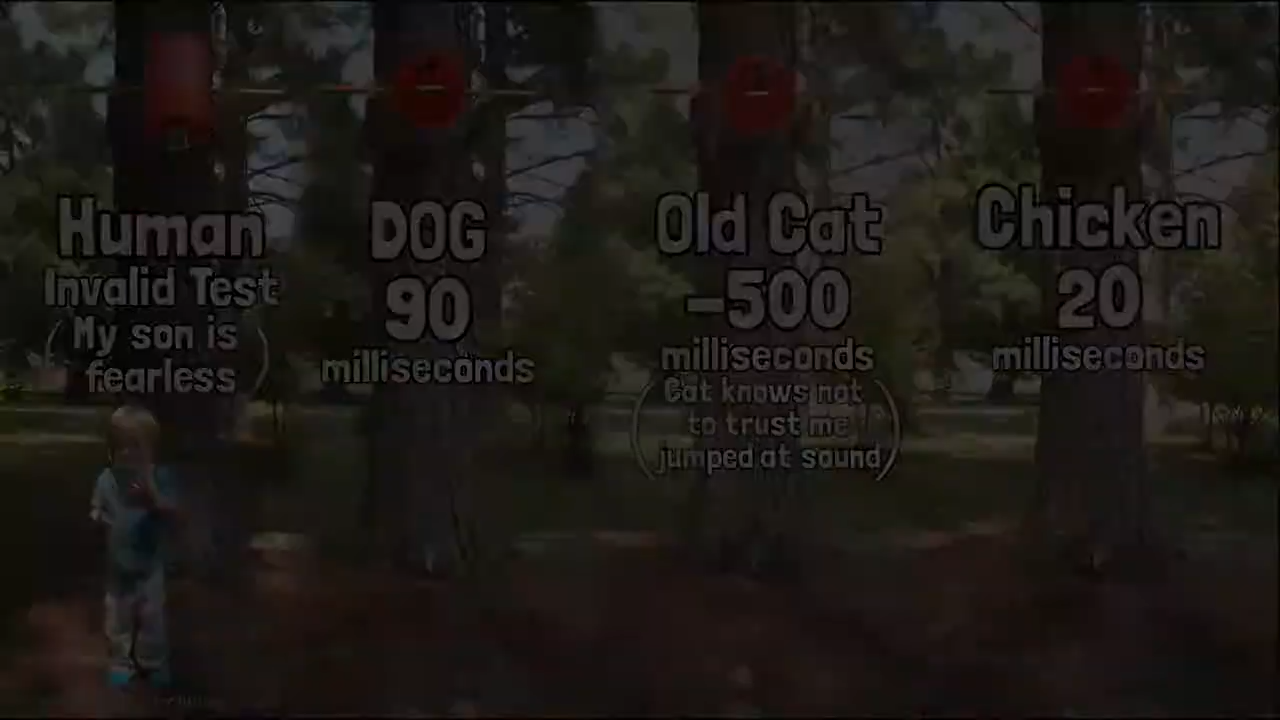 Human
Invalid Test
(My son is
fearless)
DOG
90
milliseconds
Old Cat
-500
milliseconds
(Cat knows not
to trust me
jumped at sound)
Chicken
20
milliseconds